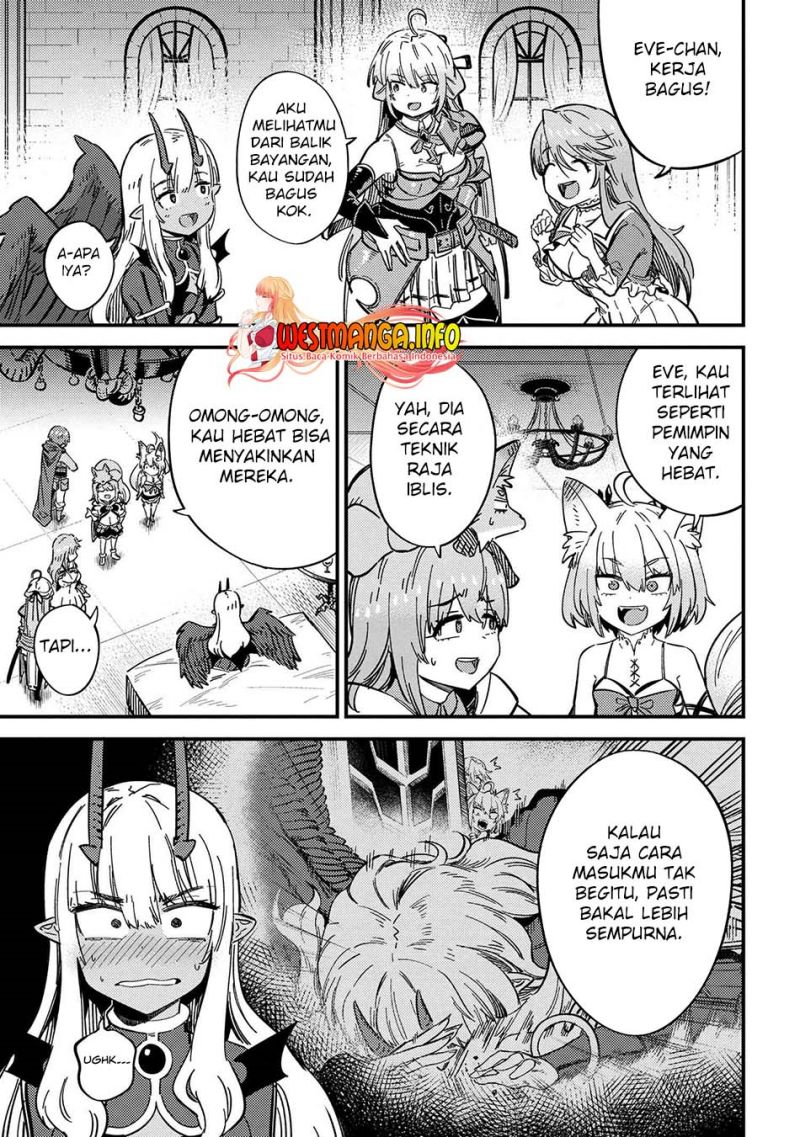 EVE-CHAN,
KERJA
BAGUS!
AKU
MELIHATMU
DARI BALIK
BAYANGAN,
KAU SUDAH
BAGUS
KOK.
A-APA
IYA?
WESTMANGA.INFO
Situs Baca Komik Berbahasa Indonesia
EVE, KAU
TERLIHAT
SEPERTI
PEMIMPIN
YANG
HEBAT.
YAH, DIA
SECARA
TEKNIK
RAJA
IBLIS.
OMONG-OMONG,
KAU HEBAT BISA
MENYAKINKAN
MEREKA.
TAPI...
KALAU
SAJA CARA
MASUKMU TAK
BEGITU, PASTI
BAKAL LEBIH
SEMPURNA.
UGHK...